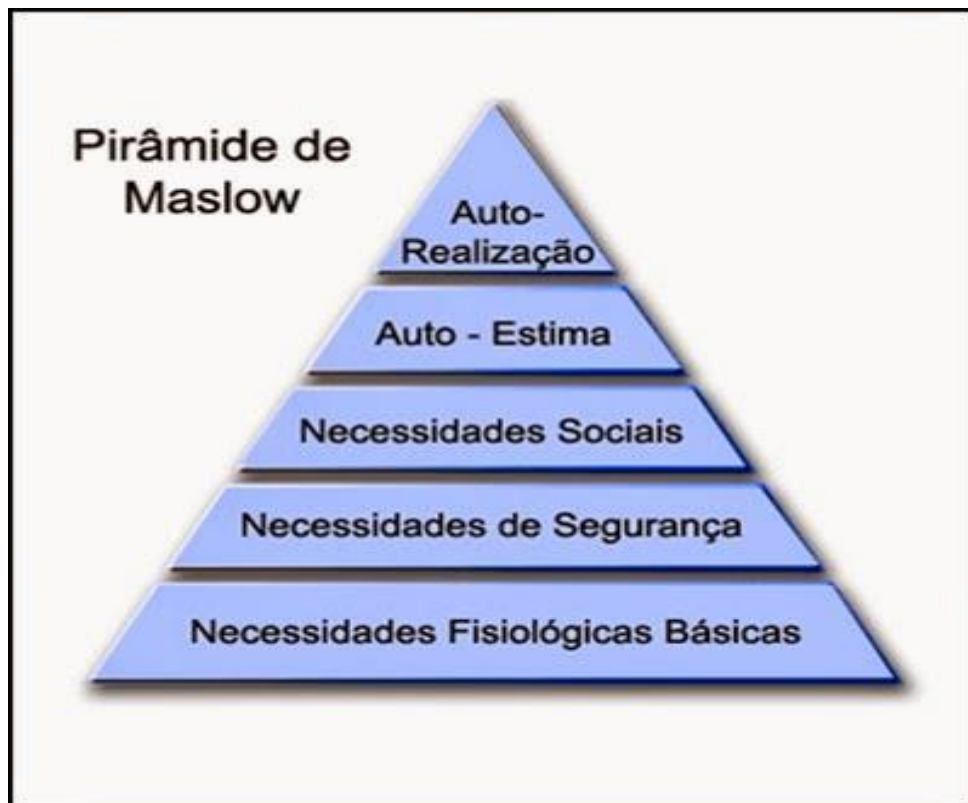 Pirâmide de
Maslow
Auto-
Realização
Auto - Estima
Necessidades Sociais
Necessidades de Segurança
Necessidades Fisiológicas Básicas